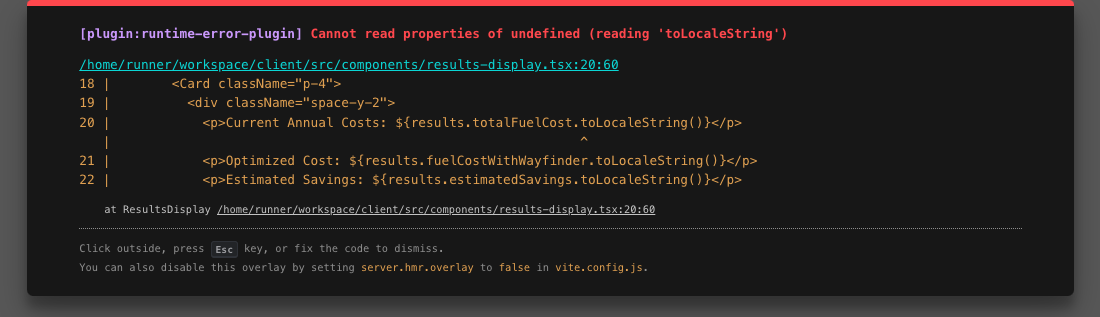 [plugin:runtime-error-plugin] Cannot read properties of undefined (reading 'toLocaleString')
/home/runner/workspace/client/src/components/results-display.tsx:20:60
18 |        <Card className="p-4">
19 |          <div className="space-y-2">
20 |            <p>Current Annual Costs: ${results.totalFuelCost.toLocaleString()}</p>
   |                                                             ^
21 |            <p>Optimized Cost: ${results.fuelCostWithWayfinder.toLocaleString()}</p>
22 |            <p>Estimated Savings: ${results.estimatedSavings.toLocaleString()}</p>
at ResultsDisplay /home/runner/workspace/client/src/components/results-display.tsx:20:60
Click outside, press Esc key, or fix the code to dismiss.
You can also disable this overlay by setting server.hmr.overlay to false in vite.config.js.